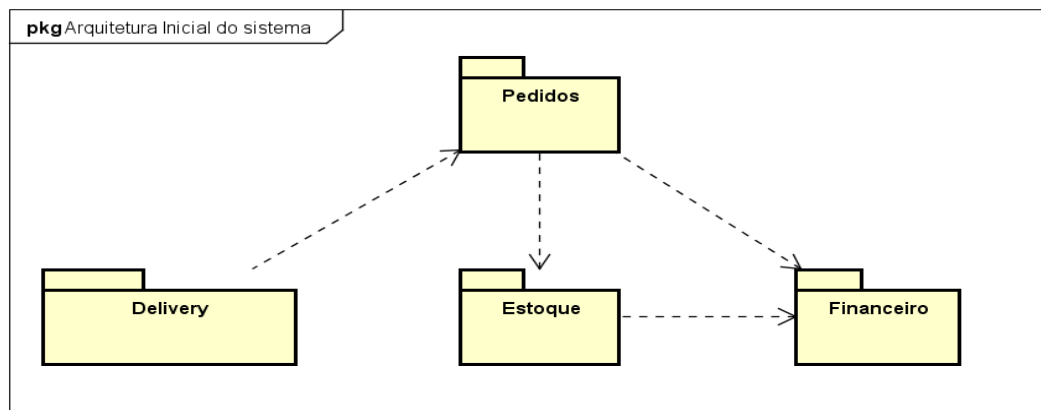 pkg Arquitetura Inicial do sistema
Pedidos
Delivery
Estoque
Financeiro